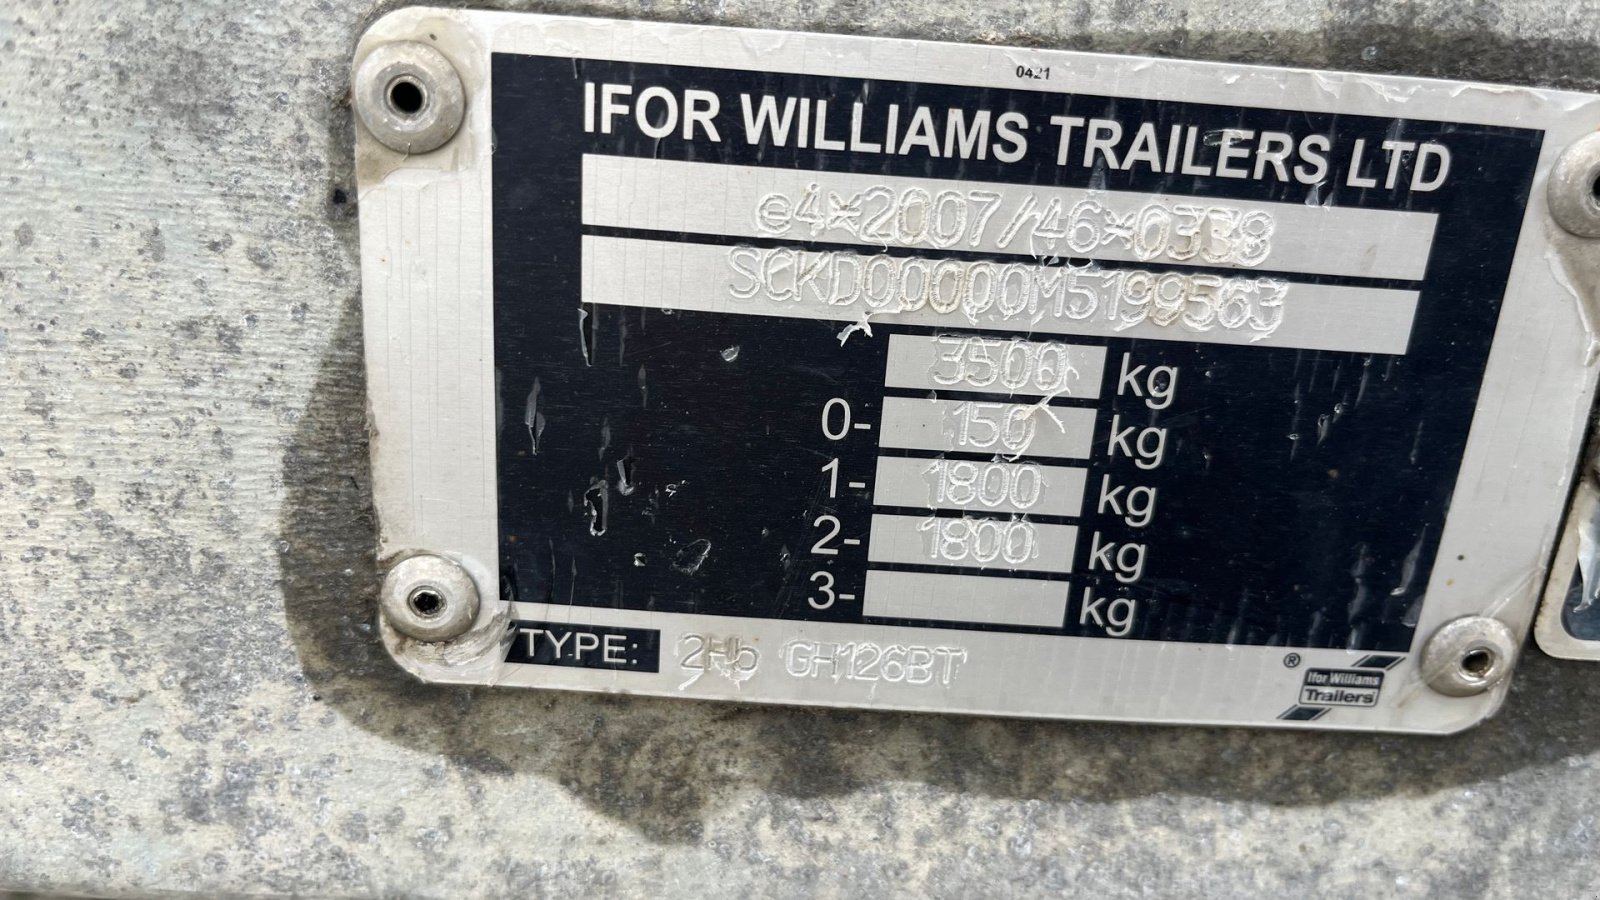 0421
IFOR WILLIAMS TRAILERS LTD
e4*2007/46*0338
SCKD00000M5199563
3500 kg
0- 150 kg
1- 1800 kg
2- 1800 kg
3- kg
TYPE: 2Hb GH126BT
®
Ifor Williams
Trailers